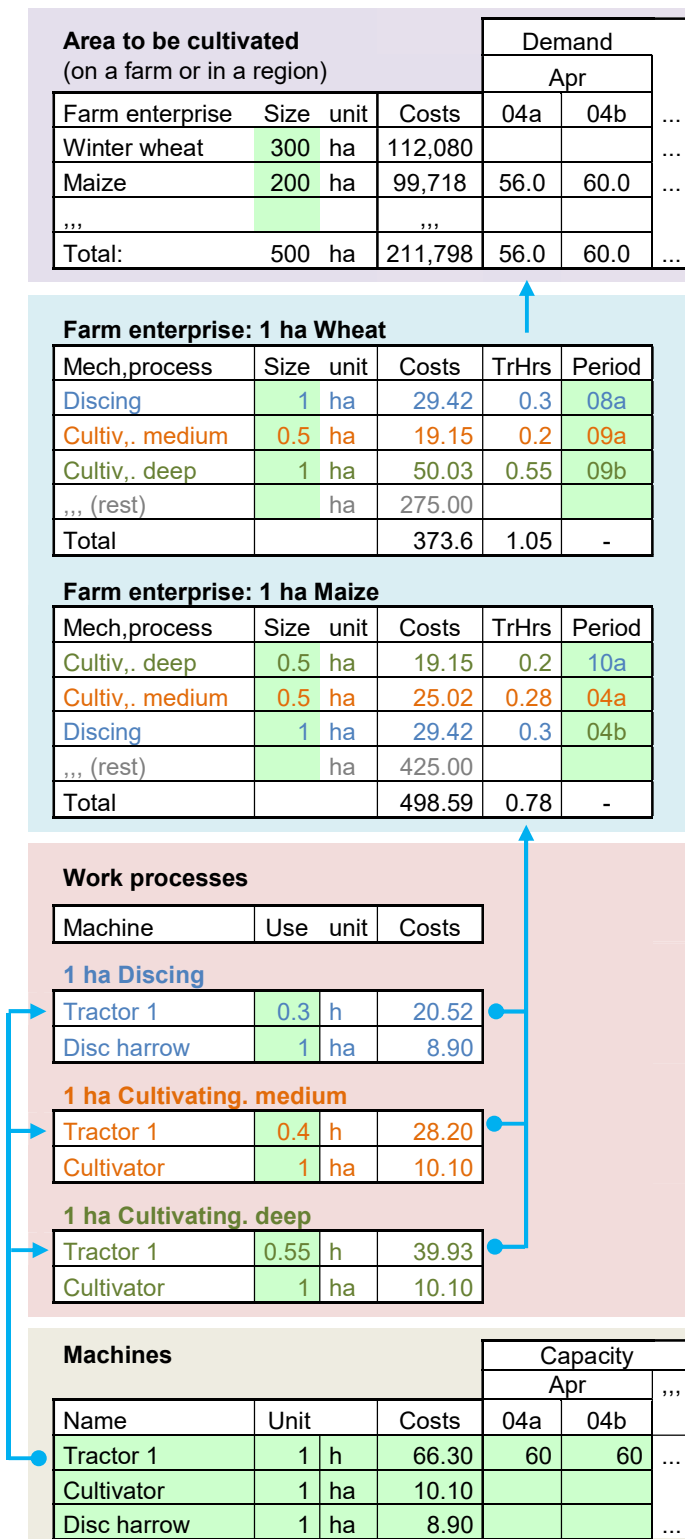 Area to be cultivated Demand
(on a farm or in a region) Apr
Farm enterprise Size unit Costs 04a 04b ...
Winter wheat 300 ha 112,080 ...
Maize 200 ha 99,718 56.0 60.0 ...
,,, ,,,
Total: 500 ha 211,798 56.0 60.0 ...
Farm enterprise: 1 ha Wheat
Mech,process Size unit Costs TrHrs Period
Discing 1 ha 29.42 0.3 08a
Cultiv,. medium 0.5 ha 19.15 0.2 09a
Cultiv,. deep 1 ha 50.03 0.55 09b
,,, (rest) ha 275.00
Total 373.6 1.05 -
Farm enterprise: 1 ha Maize
Mech,process Size unit Costs TrHrs Period
Cultiv,. deep 0.5 ha 19.15 0.2 10a
Cultiv,. medium 0.5 ha 25.02 0.28 04a
Discing 1 ha 29.42 0.3 04b
,,, (rest) ha 425.00
Total 498.59 0.78 -
Work processes
Machine Use unit Costs
1 ha Discing
Tractor 1 0.3 h 20.52
Disc harrow 1 ha 8.90
1 ha Cultivating. medium
Tractor 1 0.4 h 28.20
Cultivator 1 ha 10.10
1 ha Cultivating. deep
Tractor 1 0.55 h 39.93
Cultivator 1 ha 10.10
Machines Capacity
Apr ,,,
Name Unit Costs 04a 04b
Tractor 1 1 h 66.30 60 60 ...
Cultivator 1 ha 10.10
Disc harrow 1 ha 8.90 ...